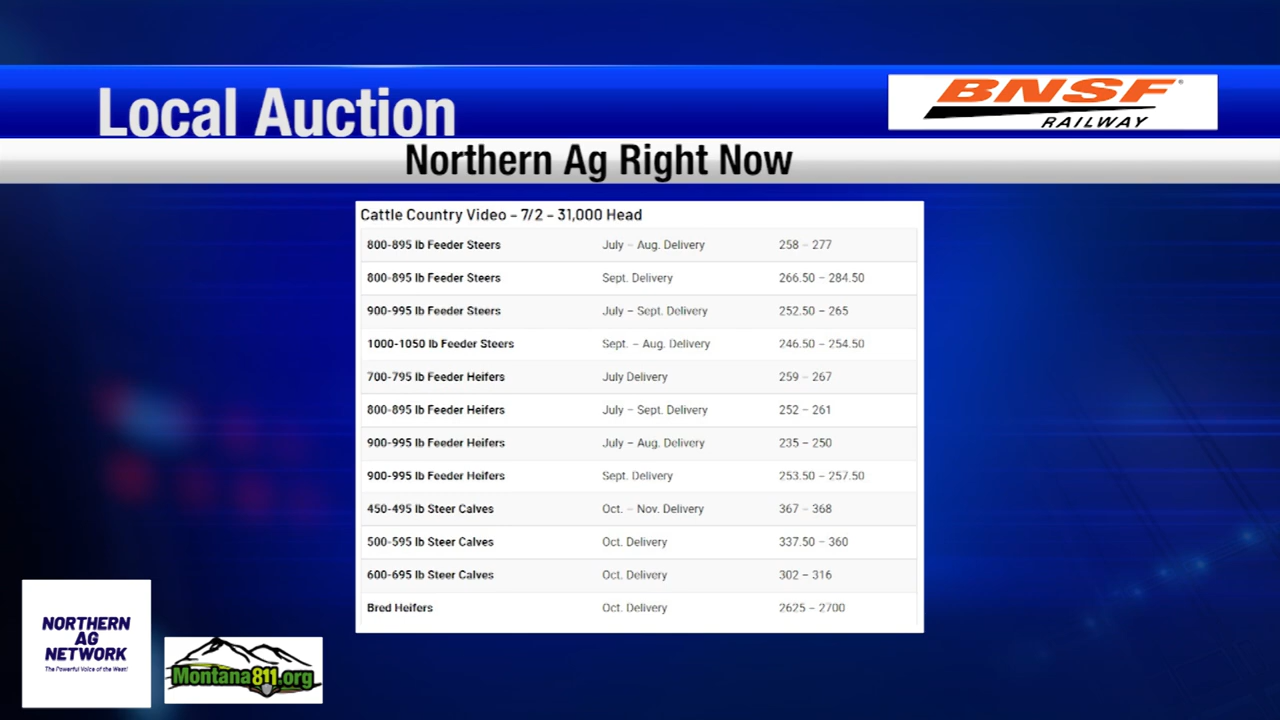 Local Auction
BNSF®
RAILWAY
Northern Ag Right Now
Cattle Country Video – 7/2 – 31,000 Head
800-895 lb Feeder Steers July – Aug. Delivery 258 – 277
800-895 lb Feeder Steers Sept. Delivery 266.50 – 284.50
900-995 lb Feeder Steers July – Sept. Delivery 252.50 – 265
1000-1050 lb Feeder Steers Sept. – Aug. Delivery 246.50 – 254.50
700-795 lb Feeder Heifers July Delivery 259 – 267
800-895 lb Feeder Heifers July – Sept. Delivery 252 – 261
900-995 lb Feeder Heifers July – Aug. Delivery 235 – 250
900-995 lb Feeder Heifers Sept. Delivery 253.50 – 257.50
450-495 lb Steer Calves Oct. – Nov. Delivery 367 – 368
500-595 lb Steer Calves Oct. Delivery 337.50 – 360
600-695 lb Steer Calves Oct. Delivery 302 – 316
Bred Heifers Oct. Delivery 2625 – 2700
NORTHERN
AG
NETWORK
The Powerful Voice of the West!
Montana811.org